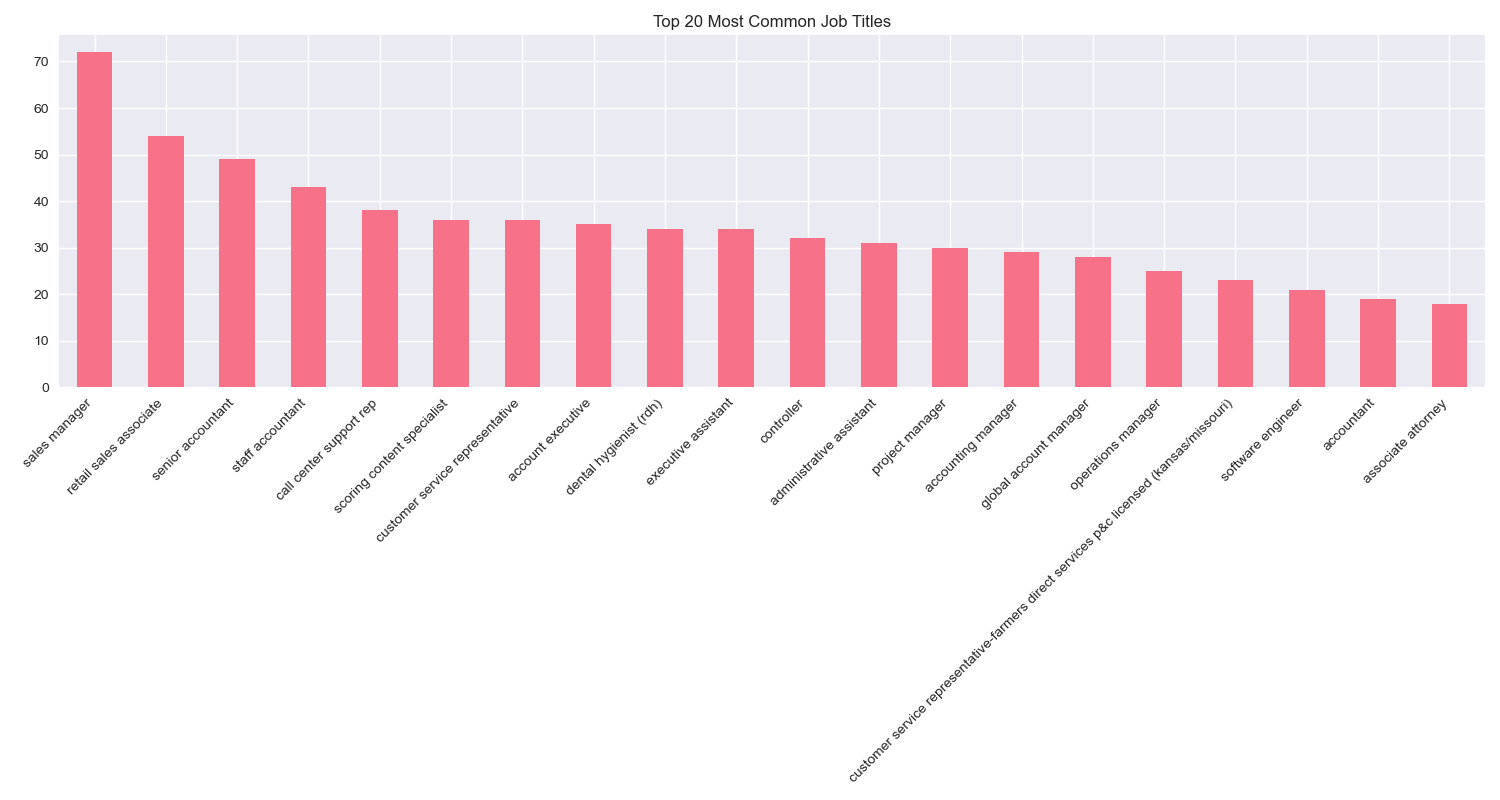 Top 20 Most Common Job Titles
70
60
50
40
30
20
10
0
sales manager
retail sales associate
senior accountant
staff accountant
call center support rep
scoring content specialist
customer service representative
account executive
dental hygienist (rdh)
executive assistant
controller
administrative assistant
project manager
accounting manager
global account manager
operations manager
customer service representative-farmers direct services p&c licensed (kansas/missouri)
software engineer
accountant
associate attorney